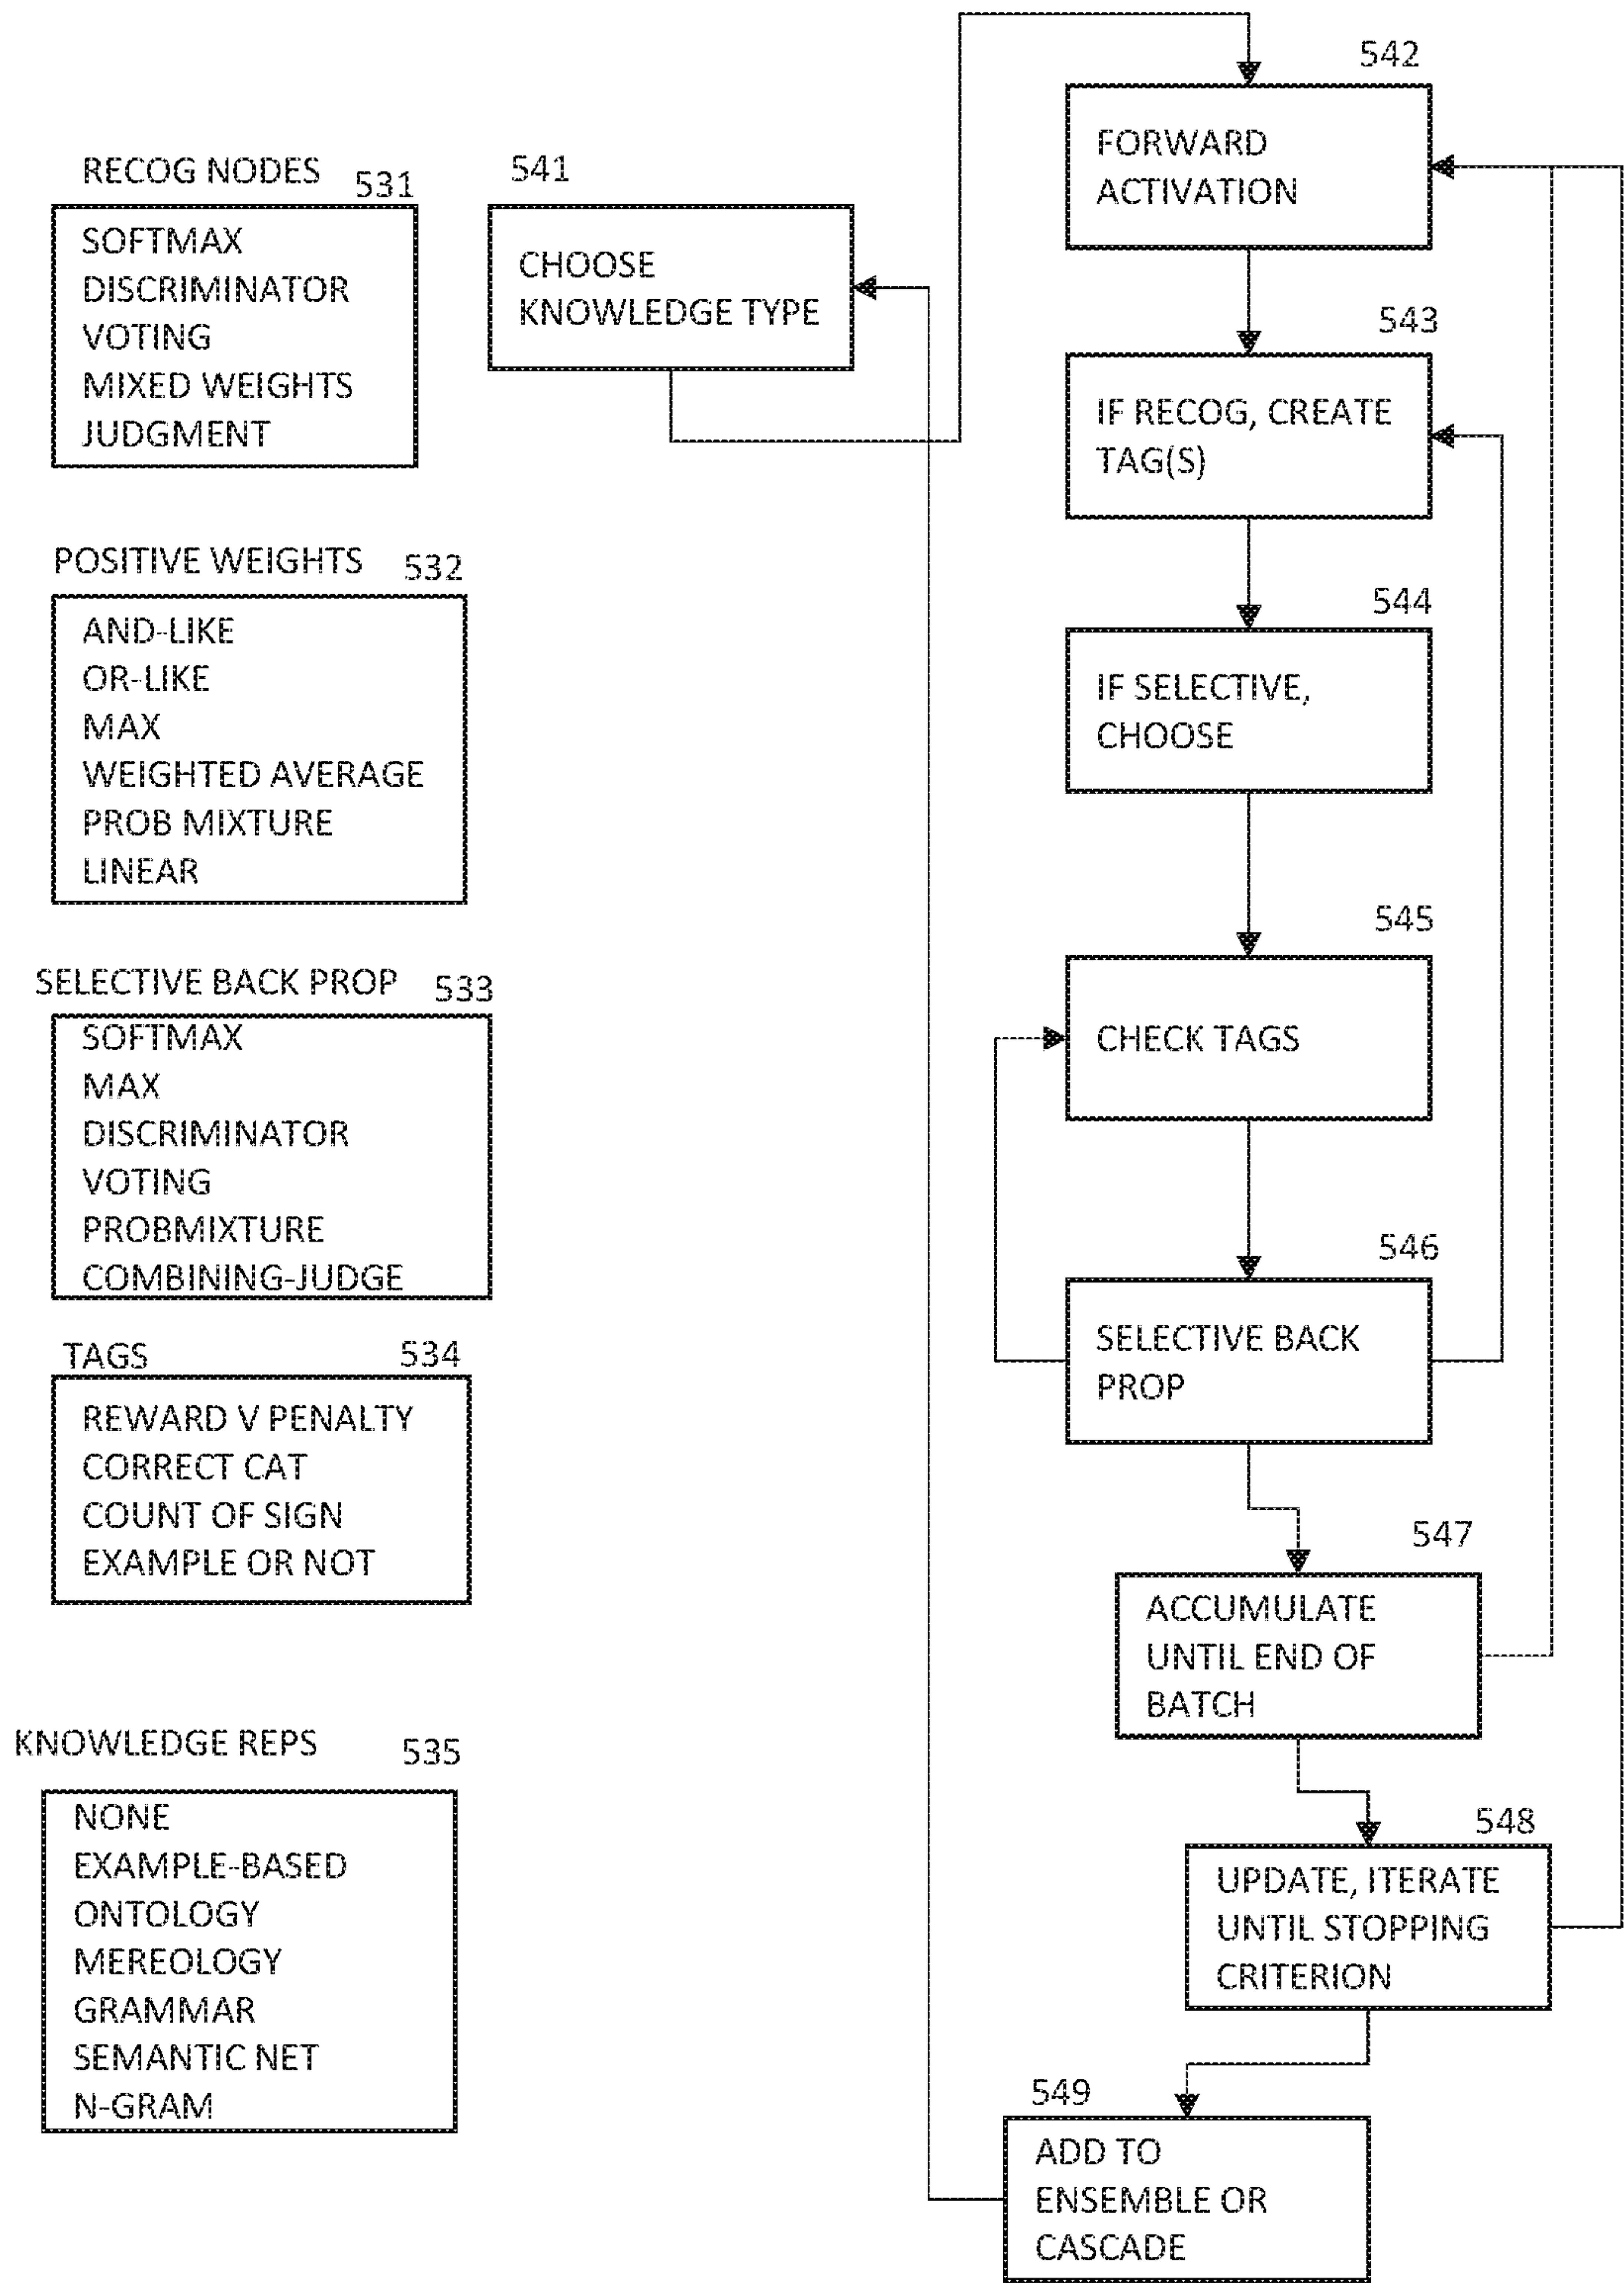 RECOG NODES 531
SOFTMAX
DISCRIMINATOR
VOTING
MIXED WEIGHTS
JUDGMENT
POSITIVE WEIGHTS 532
AND-LIKE
OR-LIKE
MAX
WEIGHTED AVERAGE
PROB MIXTURE
LINEAR
SELECTIVE BACK PROP 533
SOFTMAX
MAX
DISCRIMINATOR
VOTING
PROBMIXTURE
COMBINING-JUDGE
TAGS 534
REWARD V PENALTY
CORRECT CAT
COUNT OF SIGN
EXAMPLE OR NOT
KNOWLEDGE REPS 535
NONE
EXAMPLE-BASED
ONTOLOGY
MEREOLOGY
GRAMMAR
SEMANTIC NET
N-GRAM
541
CHOOSE
KNOWLEDGE TYPE
542
FORWARD
ACTIVATION
543
IF RECOG, CREATE
TAG(S)
544
IF SELECTIVE,
CHOOSE
545
CHECK TAGS
546
SELECTIVE BACK
PROP
547
ACCUMULATE
UNTIL END OF
BATCH
548
UPDATE, ITERATE
UNTIL STOPPING
CRITERION
549
ADD TO
ENSEMBLE OR
CASCADE